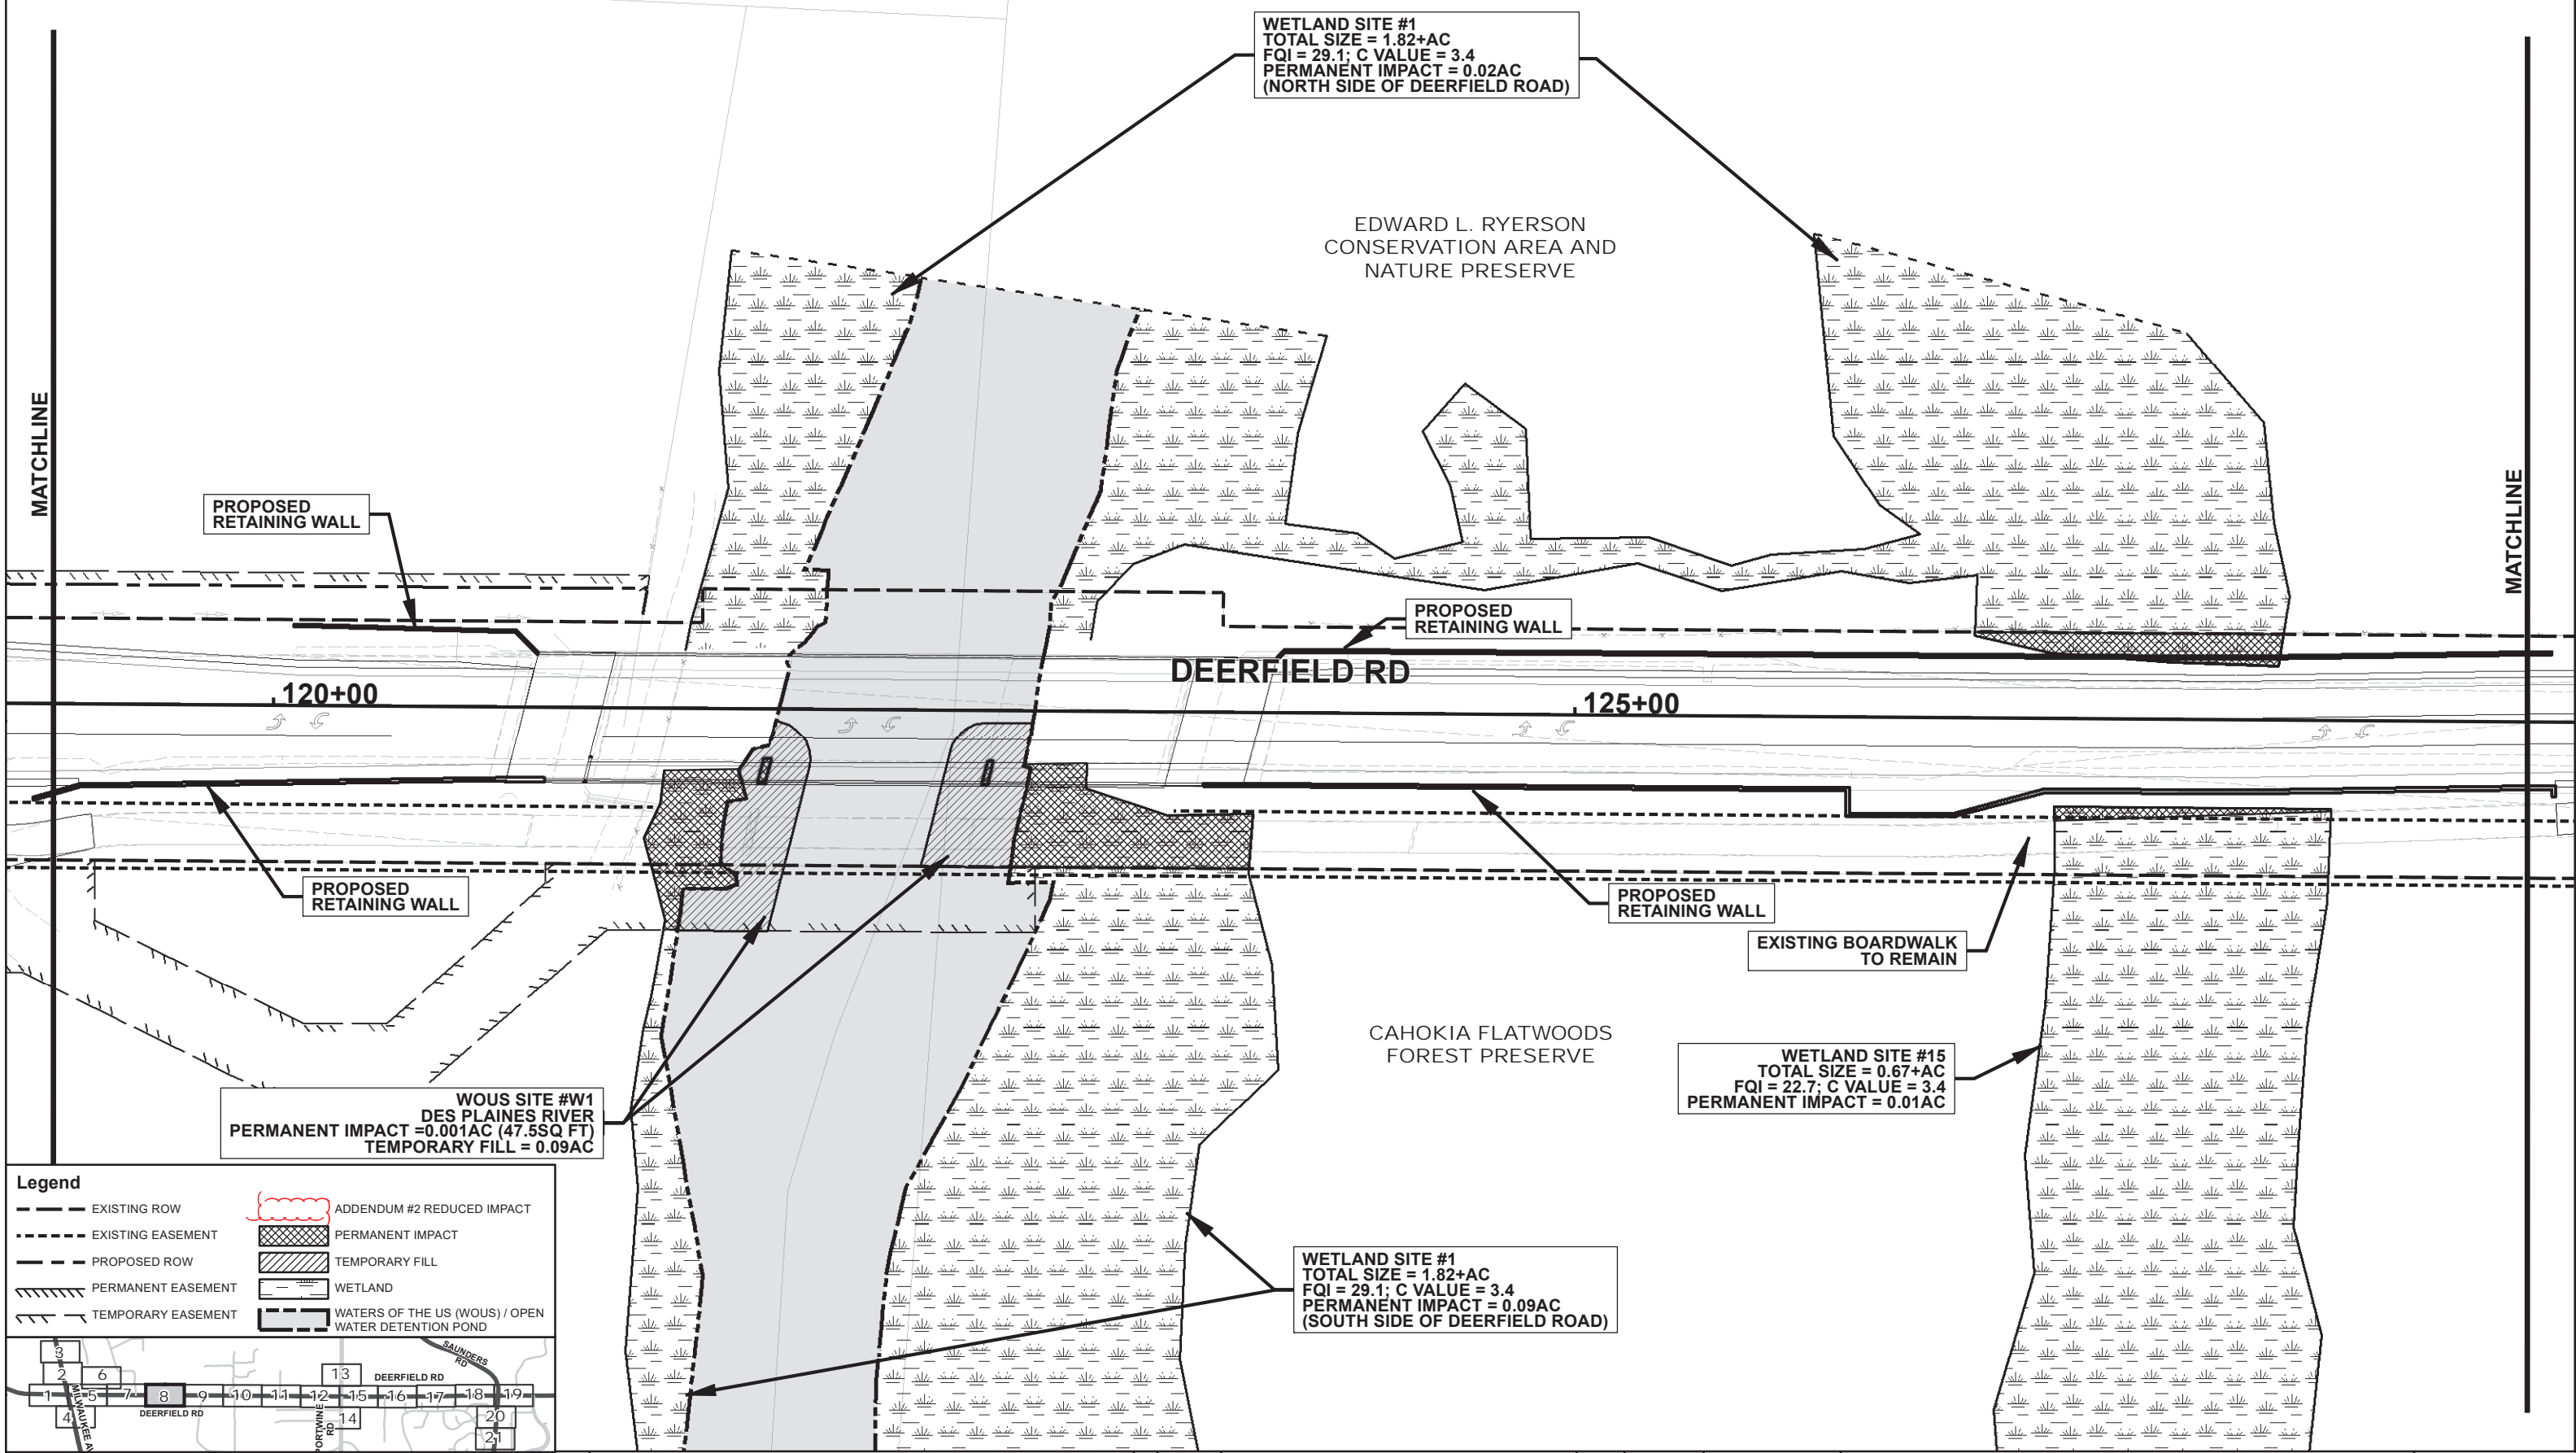 WETLAND SITE #1
TOTAL SIZE = 1.82+AC
FQI = 29.1; C VALUE = 3.4
PERMANENT IMPACT = 0.02AC
(NORTH SIDE OF DEERFIELD ROAD)
EDWARD L. RYERSON
CONSERVATION AREA AND
NATURE PRESERVE
MATCHLINE
MATCHLINE
PROPOSED
RETAINING WALL
PROPOSED
RETAINING WALL
DEERFIELD RD
120+00
125+00
PROPOSED
RETAINING WALL
PROPOSED
RETAINING WALL
EXISTING BOARDWALK
TO REMAIN
CAHOKIA FLATWOODS
FOREST PRESERVE
WETLAND SITE #15
TOTAL SIZE = 0.67+AC
FQI = 22.7; C VALUE = 3.4
PERMANENT IMPACT = 0.01AC
WOUS SITE #W1
DES PLAINES RIVER
PERMANENT IMPACT =0.001AC (47.5SQ FT)
TEMPORARY FILL = 0.09AC
WETLAND SITE #1
TOTAL SIZE = 1.82+AC
FQI = 29.1; C VALUE = 3.4
PERMANENT IMPACT = 0.09AC
(SOUTH SIDE OF DEERFIELD ROAD)
Legend
EXISTING ROW
EXISTING EASEMENT
PROPOSED ROW
PERMANENT EASEMENT
TEMPORARY EASEMENT
ADDENDUM #2 REDUCED IMPACT
PERMANENT IMPACT
TEMPORARY FILL
WETLAND
WATERS OF THE US (WOUS) / OPEN
WATER DETENTION POND
3
2 6 13
SAUNDERS
RD
DEERFIELD RD
1 5 7 8 9 10 11 12 15 16 17 18 19
4 14 20
DEERFIELD RD
MILWAUKEE AV
PORTWINE
RD
21